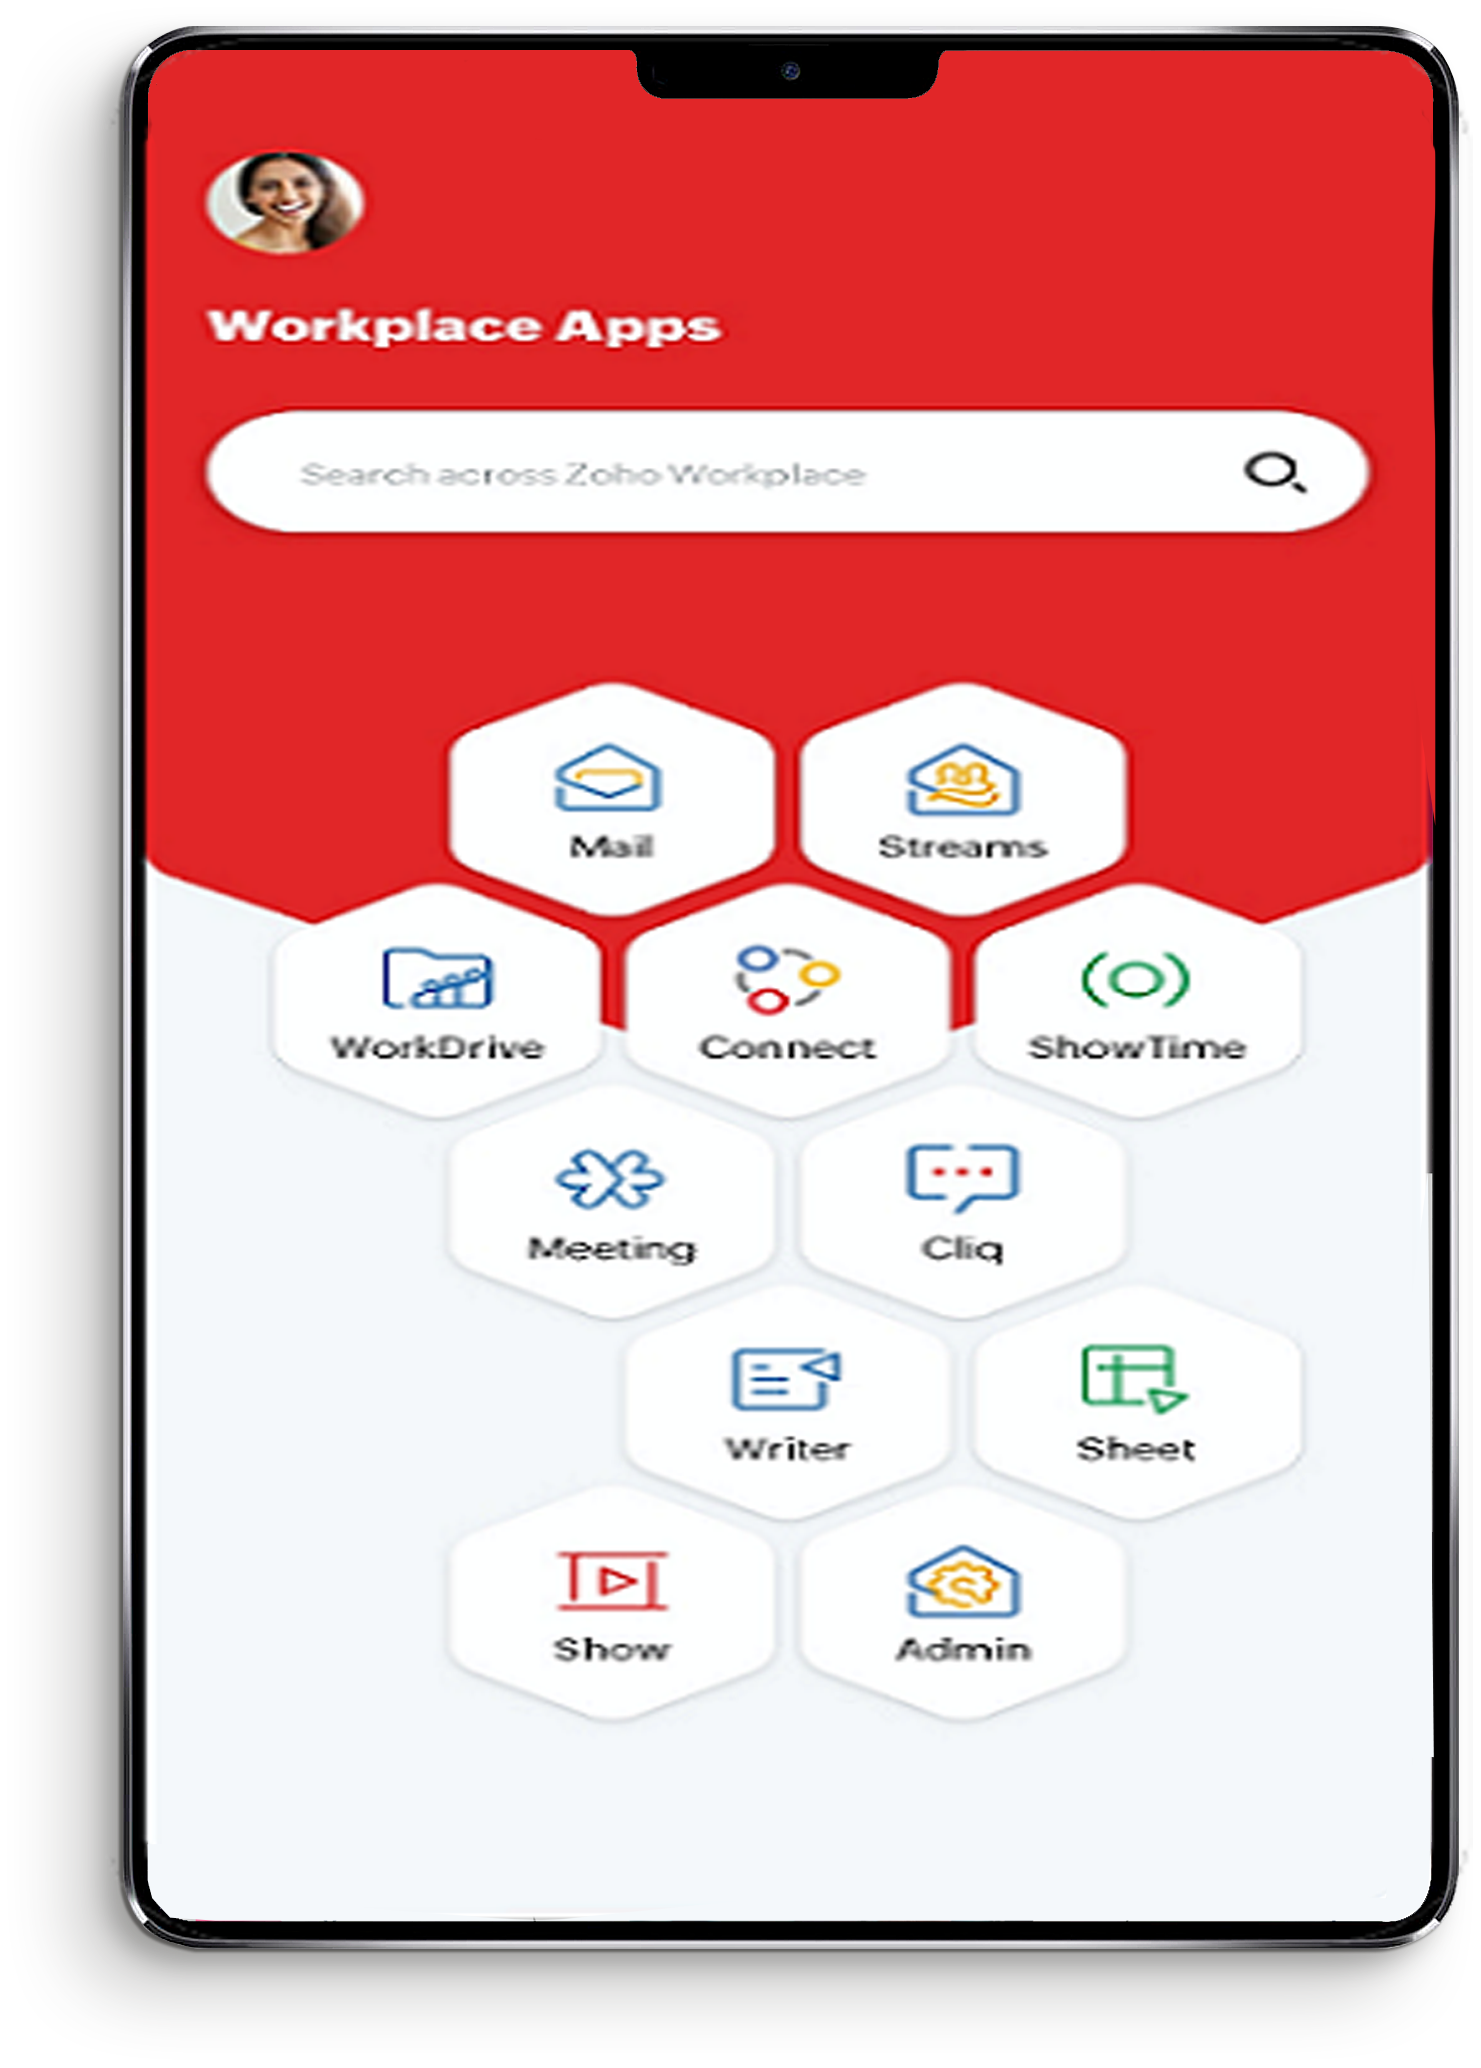 Workplace Apps
Search across Zoho Workplace
Mail
Streams
WorkDrive
Connect
ShowTime
Meeting
Cliq
Writer
Sheet
Show
Admin